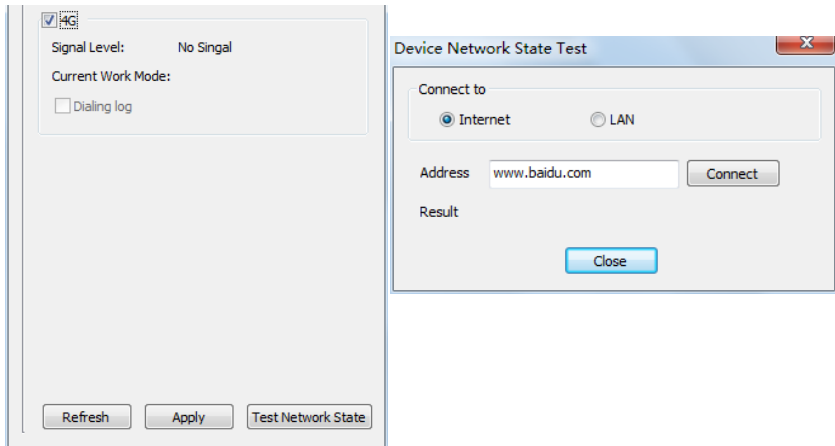 4G
Signal Level: No Singal
Current Work Mode:
Dialing log
Refresh Apply Test Network State
Device Network State Test
Connect to
Internet LAN
Address www.baidu.com Connect
Result
Close